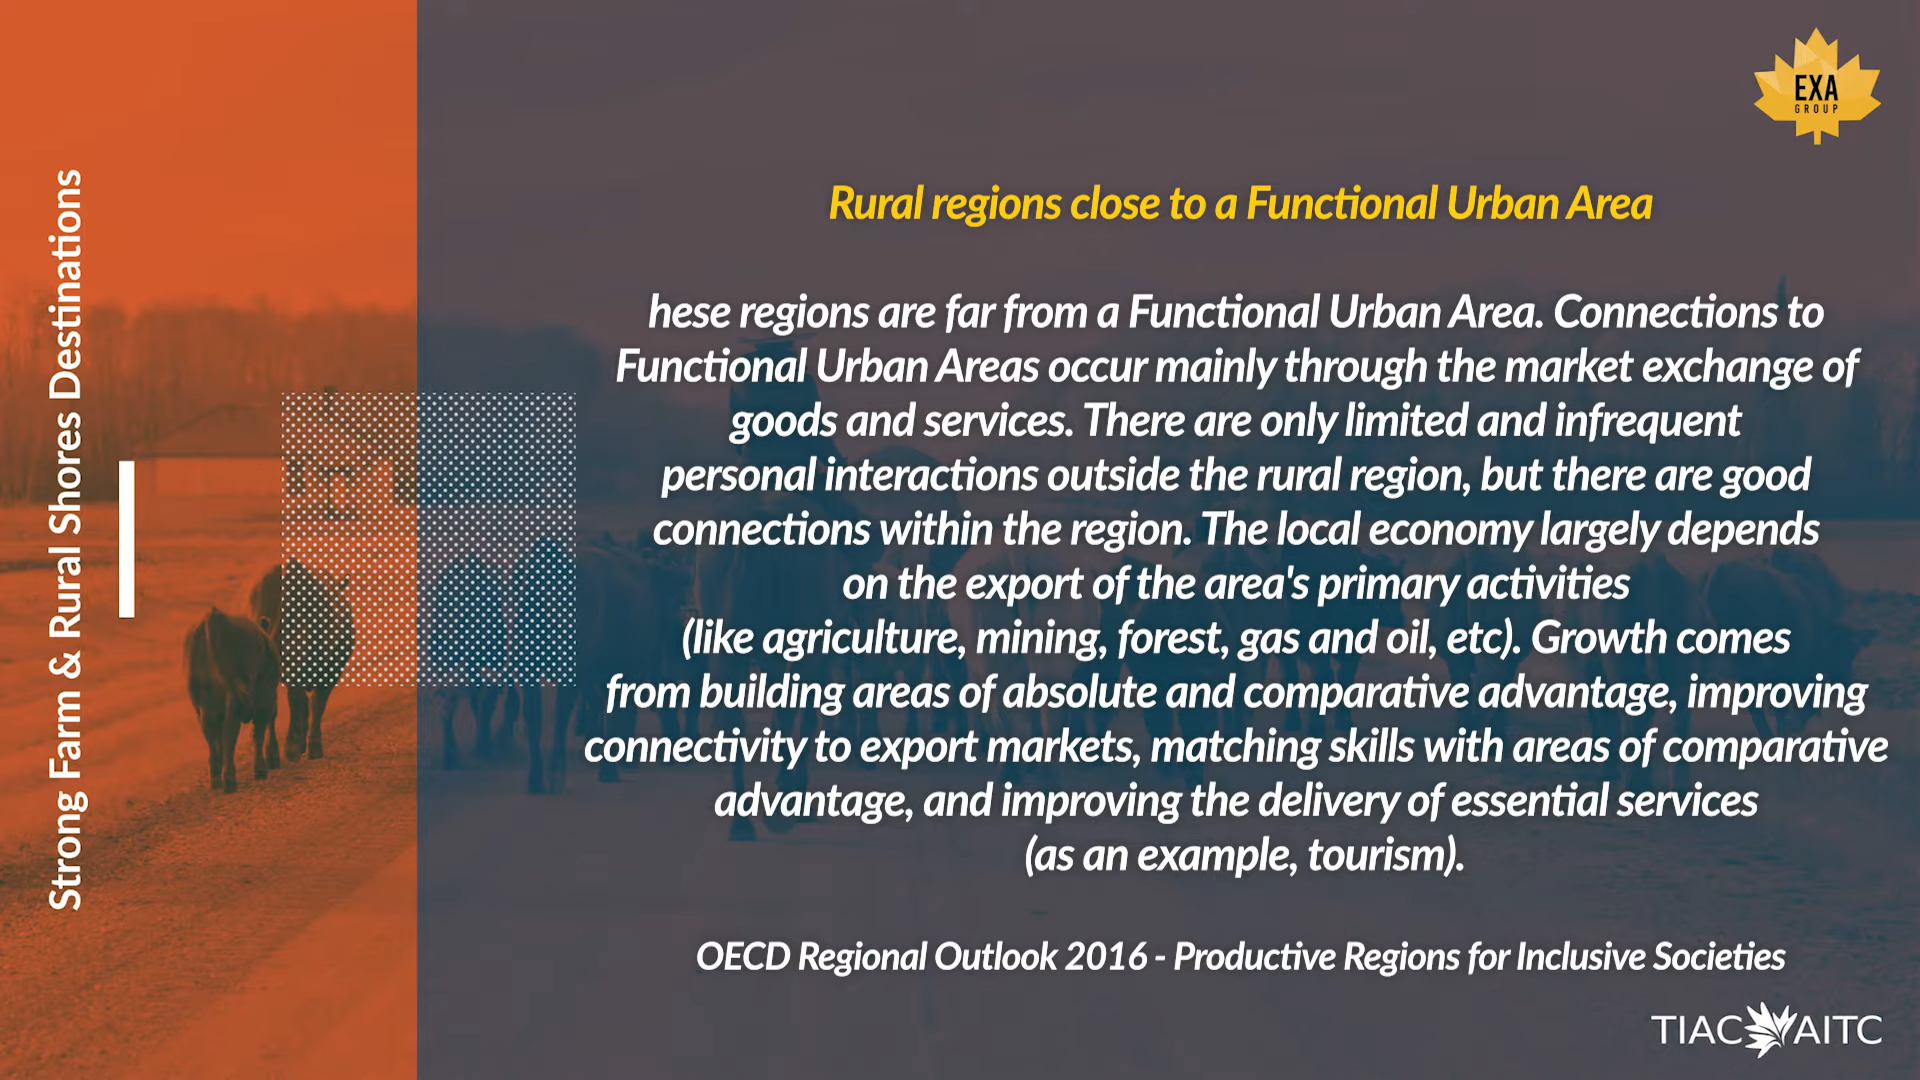 Strong Farm & Rural Shores Destinations
EXA
GROUP
Rural regions close to a Functional Urban Area
hese regions are far from a Functional Urban Area. Connections to
Functional Urban Areas occur mainly through the market exchange of
goods and services. There are only limited and infrequent
personal interactions outside the rural region, but there are good
connections within the region. The local economy largely depends
on the export of the area's primary activities
(like agriculture, mining, forest, gas and oil, etc). Growth comes
from building areas of absolute and comparative advantage, improving
connectivity to export markets, matching skills with areas of comparative
advantage, and improving the delivery of essential services
(as an example, tourism).
OECD Regional Outlook 2016 - Productive Regions for Inclusive Societies
TIAC AITC